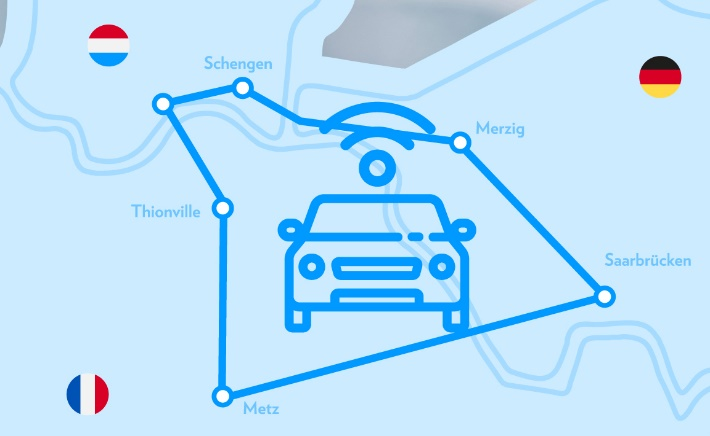 Schengen
Merzig
Thionville
Saarbrücken
Metz